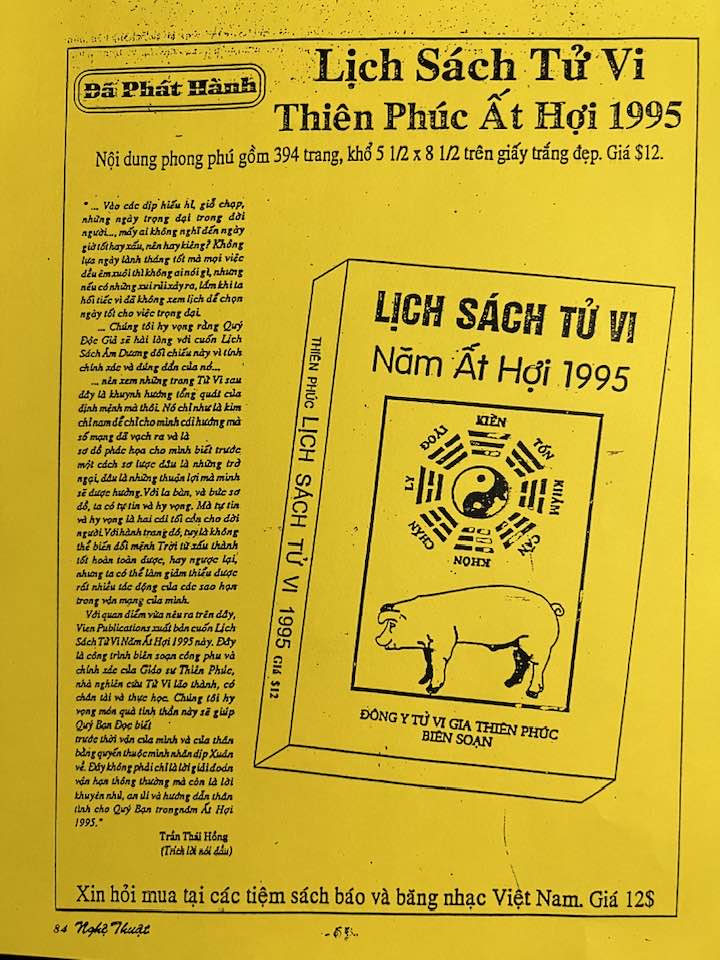 Đã Phát Hành
Lịch Sách Tử Vi
Thiên Phúc Ất Hợi 1995
Nội dung phong phú gồm 394 trang, khổ 5 1/2 x 8 1/2 trên giấy trắng đẹp. Giá $12.
"... Vào các dịp hiếu hỉ, giỗ chạp,
những ngày trọng đại trong đời
người..., mấy ai không nghĩ đến ngày
giờ tốt hay xấu, nên hay kiêng? Không
lựa ngày lành tháng tốt mà mọi việc
đều êm xuôi thì không ai nói gì, nhưng
nếu có những xui rủi xảy ra, lắm khi ta
hối tiếc vì đã không xem lịch để chọn
ngày tốt cho việc trọng đại.
... Chúng tôi hy vọng rằng Quý
Độc Giả sẽ hài lòng với cuốn Lịch
Sách Âm Dương đối chiếu này vì tính
chính xác và đúng đắn của nó...
... nên xem những trang Tử Vi sau
đây là khuynh hướng tổng quát của
định mệnh mà thôi. Nó chỉ như là kim
chỉ nam để chỉ cho mình cái hướng mà
số mạng đã vạch ra và là
sơ đồ phác họa cho mình biết trước
một cách sơ lược đâu là những trở
ngại, đâu là những thuận lợi mà mình
sẽ được hưởng. Với la bàn, và bức sơ
đồ, ta có tự tin và hy vọng. Mà tự tin
và hy vọng là hai cái tối cần cho đời
người. Với hành trang đó, tuy là không
thể biến đổi mệnh Trời từ xấu thành
tốt hoàn toàn được, hay ngược lại,
nhưng ta có thể làm giảm thiểu được
rất nhiều tác động của các sao hạn
trong vận mạng của mình.
Với quan điểm vừa nêu ra trên đây,
Vien Publications xuất bản cuốn Lịch
Sách Tử Vi Năm Ất Hợi 1995 này. Đây
là công trình biên soạn công phu và
chính xác của Giáo sư Thiên Phúc,
nhà nghiên cứu Tử Vi lão thành, có
chân tài và thực học. Chúng tôi hy
vọng món quà tinh thần này sẽ giúp
Quý Bạn Đọc biết
trước thời vận của mình và của thân
bằng quyến thuộc mình nhân dịp Xuân
về. Đây không phải chỉ là lời giải đoán
vận hạn thông thường mà còn là lời
khuyên nhủ, an ủi và hướng dẫn thân
tình cho Quý Bạn trong năm Ất Hợi
1995."
Trần Thái Hồng
(Trích lời nói đầu)
THIÊN PHÚC LỊCH SÁCH TỬ VI 1995 GIÁ $12
LỊCH SÁCH TỬ VI
Năm Ất Hợi 1995
KIỀN
TỐN
KHẢM
CẤN
KHÔN
CHẤN
LY
ĐOÀI
ĐÔNG Y TỬ VI GIA THIÊN PHÚC
BIÊN SOẠN
Xin hỏi mua tại các tiệm sách báo và băng nhạc Việt Nam. Giá 12$
84 Nghệ Thuật